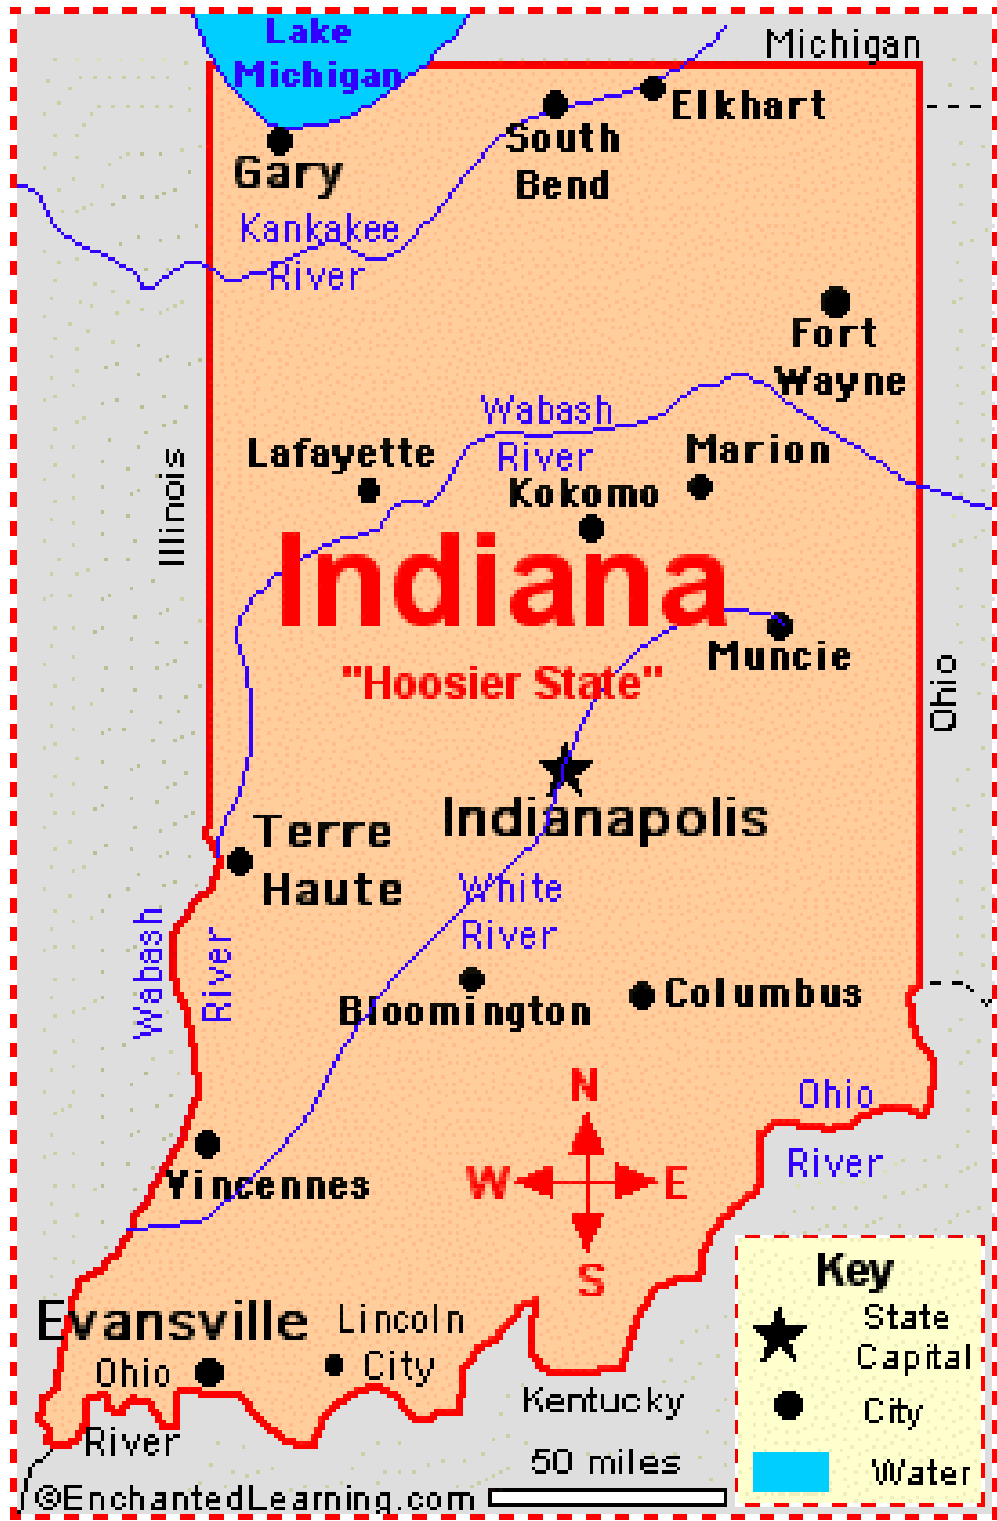 Lake
Michigan
Michigan
Elkhart
South
Bend
Gary
Kankakee
River
Fort
Wayne
Wabash
River
Lafayette
Marion
Kokomo
Illinois
Indiana
"Hoosier State"
Muncie
Ohio
Indianapolis
Terre
Haute
White
River
Wabash
River
Bloomington
Columbus
N
W E
S
Ohio
River
Vincennes
Evansville
Lincoln
City
Ohio
River
Kentucky
50 miles
©EnchantedLearning.com
Key
State
Capital
City
Water